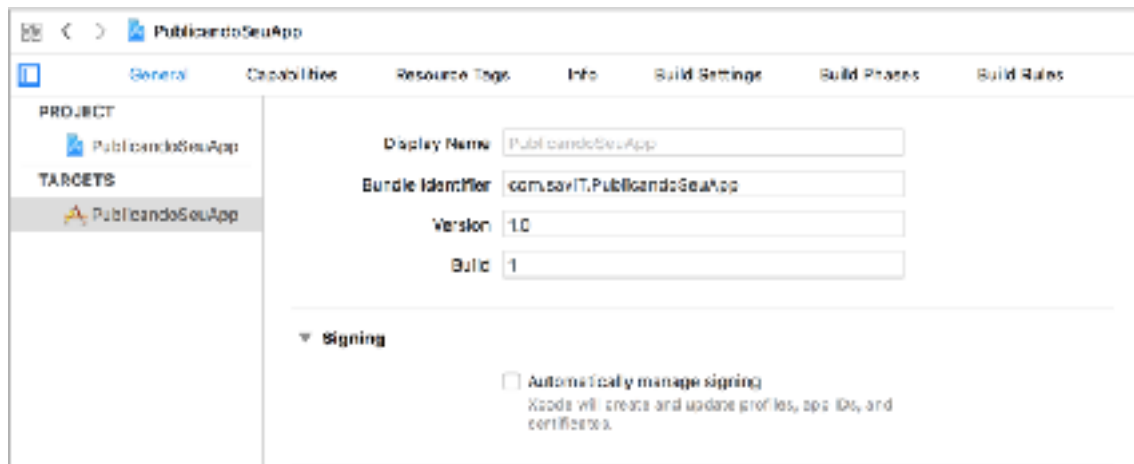 PublicandoSeuApp
General Capabilities Resource Tags Info Build Settings Build Phases Build Rules
PROJECT
PublicandoSeuApp
TARGETS
PublicandoSeuApp
Display Name PublicandoSeuApp
Bundle Identifier com.savIT.PublicandoSeuApp
Version 1.0
Build 1
Signing
Automatically manage signing
Xcode will create and update profiles, app IDs, and
certificates.